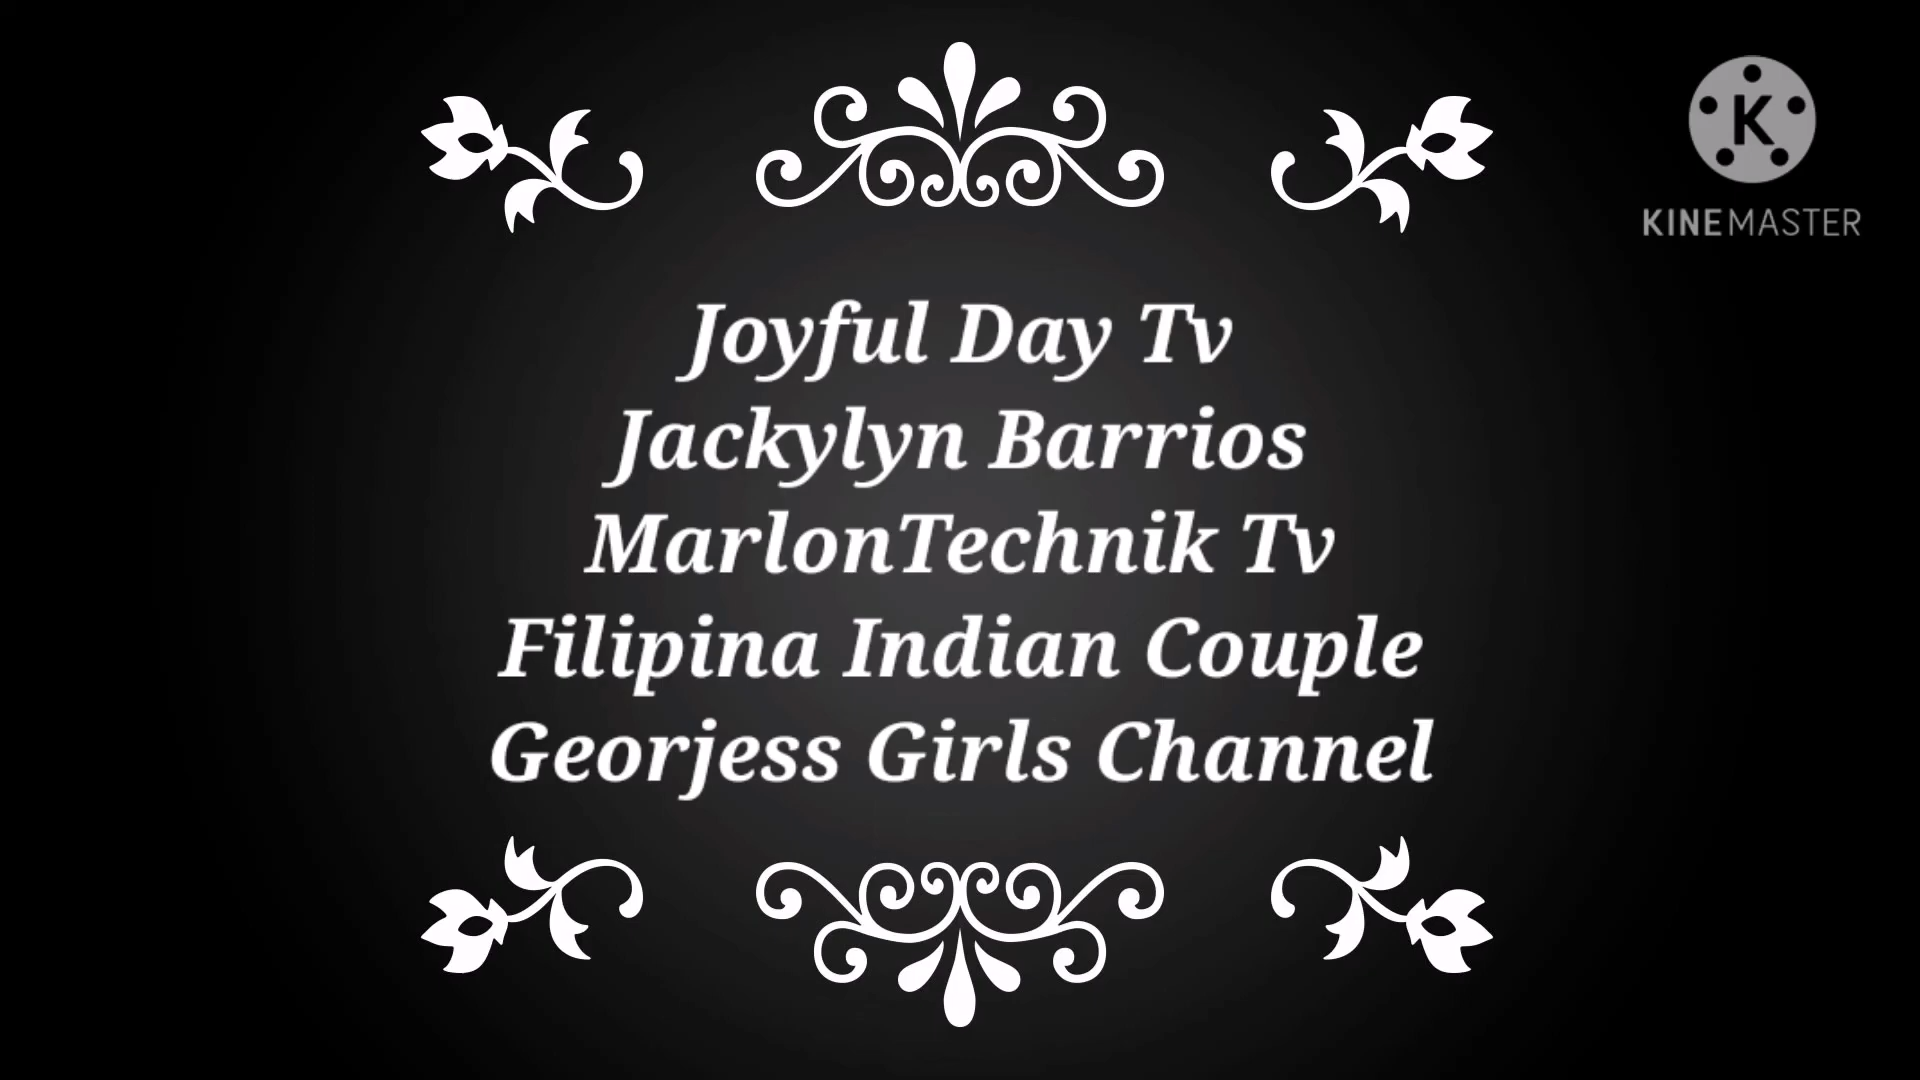 K
KINEMASTER
Joyful Day Tv
Jackylyn Barrios
MarlonTechnik Tv
Filipina Indian Couple
Georjess Girls Channel